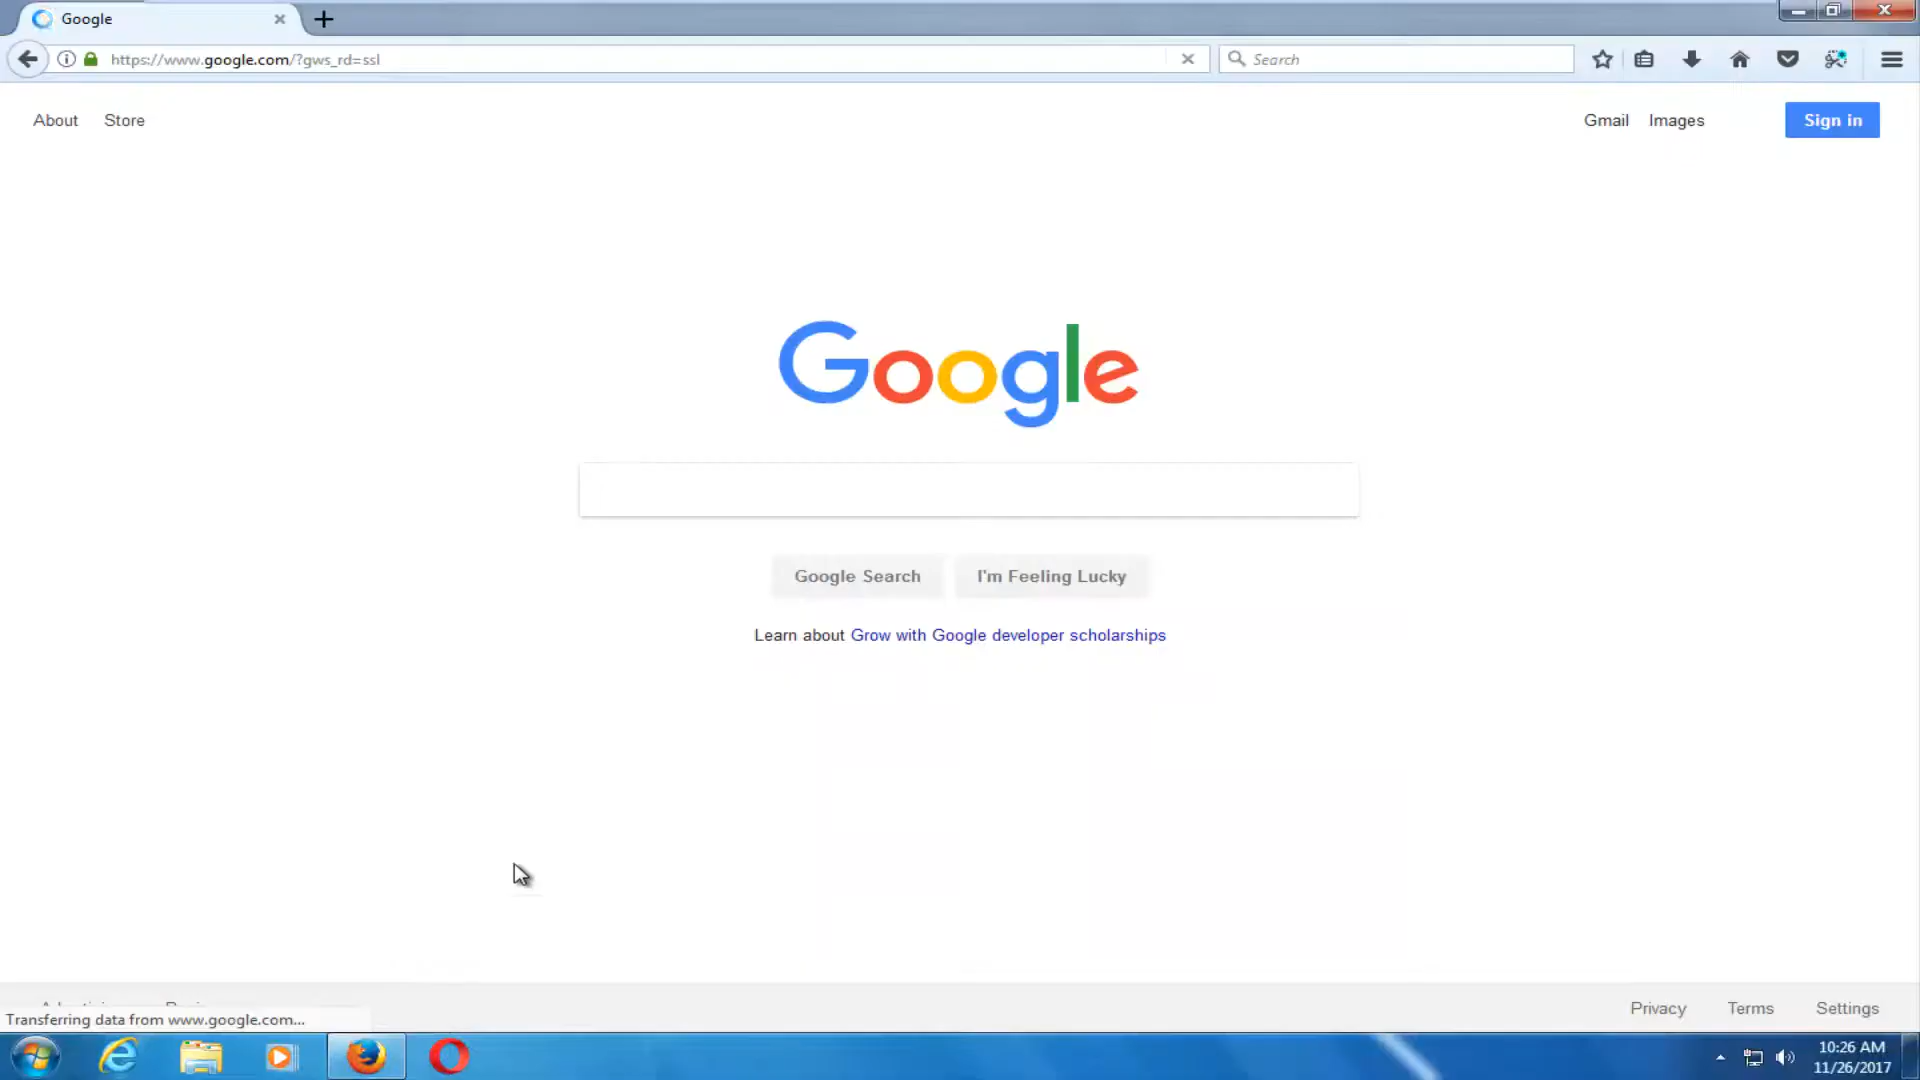 Google
https://www.google.com/?gws_rd=ssl
Search
About
Store
Gmail
Images
Sign in
Google
Google Search
I'm Feeling Lucky
Learn about Grow with Google developer scholarships
Privacy
Terms
Settings
Transferring data from www.google.com...
10:26 AM
11/26/2017